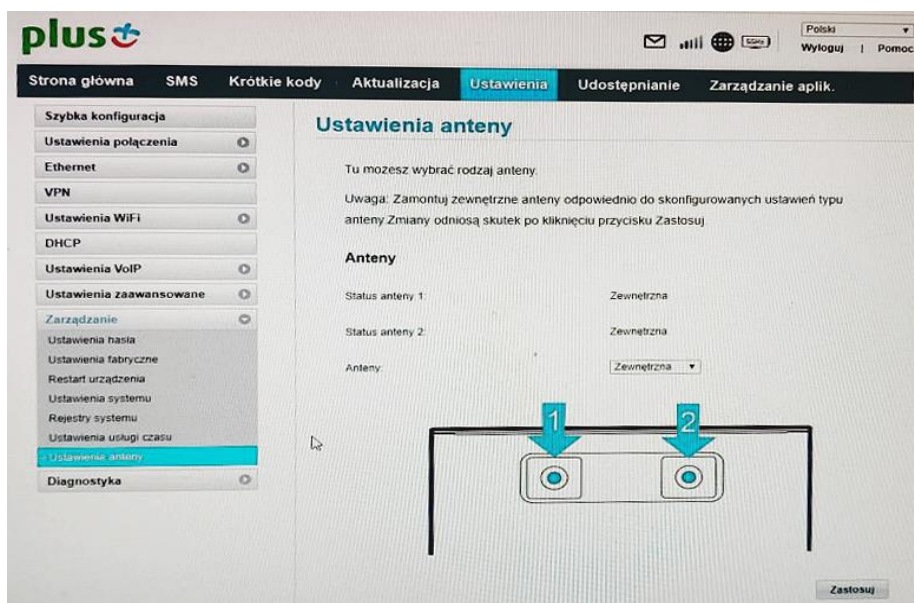 plus
5GHz
Polski
Wyloguj | Pomoc
Strona główna SMS Krótkie kody Aktualizacja Ustawienia Udostępnianie Zarządzanie aplik.
Szybka konfiguracja
Ustawienia połączenia
Ethernet
VPN
Ustawienia WiFi
DHCP
Ustawienia VoIP
Ustawienia zaawansowane
Zarządzanie
Ustawienia hasła
Ustawienia fabryczne
Restart urządzenia
Ustawienia systemu
Rejestry systemu
Ustawienia usługi czasu
Ustawienia anteny
Diagnostyka
Ustawienia anteny
Tu możesz wybrać rodzaj anteny.
Uwaga: Zamontuj zewnętrzne anteny odpowiednio do skonfigurowanych ustawień typu
anteny.Zmiany odniosą skutek po kliknięciu przycisku Zastosuj.
Anteny
Status anteny 1: Zewnętrzna
Status anteny 2: Zewnętrzna
Anteny: Zewnętrzna
1 2
Zastosuj